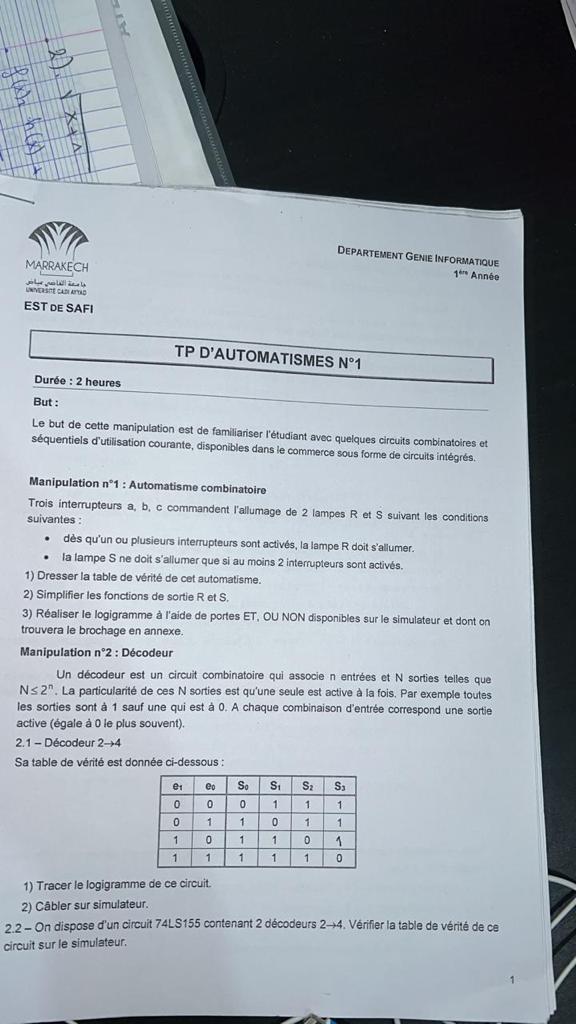 2). √x+1
MARRAKECH
جامعة القاضي عياض
UNIVERSITÉ CADI AYYAD
EST DE SAFI
DEPARTEMENT GENIE INFORMATIQUE
1ère Année
TP D'AUTOMATISMES N°1
Durée : 2 heures
But :
Le but de cette manipulation est de familiariser l'étudiant avec quelques circuits combinatoires et
séquentiels d'utilisation courante, disponibles dans le commerce sous forme de circuits intégrés.
Manipulation n°1 : Automatisme combinatoire
Trois interrupteurs a, b, c commandent l'allumage de 2 lampes R et S suivant les conditions
suivantes :
• dès qu'un ou plusieurs interrupteurs sont activés, la lampe R doit s'allumer.
• la lampe S ne doit s'allumer que si au moins 2 interrupteurs sont activés.
1) Dresser la table de vérité de cet automatisme.
2) Simplifier les fonctions de sortie R et S.
3) Réaliser le logigramme à l'aide de portes ET, OU NON disponibles sur le simulateur et dont on
trouvera le brochage en annexe.
Manipulation n°2 : Décodeur
Un décodeur est un circuit combinatoire qui associe n entrées et N sorties telles que
N≤2ⁿ. La particularité de ces N sorties est qu'une seule est active à la fois. Par exemple toutes
les sorties sont à 1 sauf une qui est à 0. A chaque combinaison d'entrée correspond une sortie
active (égale à 0 le plus souvent).
2.1 – Décodeur 2→4
Sa table de vérité est donnée ci-dessous :
e₁ e₀ S₀ S₁ S₂ S₃
0 0 0 1 1 1
0 1 1 0 1 1
1 0 1 1 0 1
1 1 1 1 1 0
1) Tracer le logigramme de ce circuit.
2) Câbler sur simulateur.
2.2 – On dispose d'un circuit 74LS155 contenant 2 décodeurs 2→4. Vérifier la table de vérité de ce
circuit sur le simulateur.
1